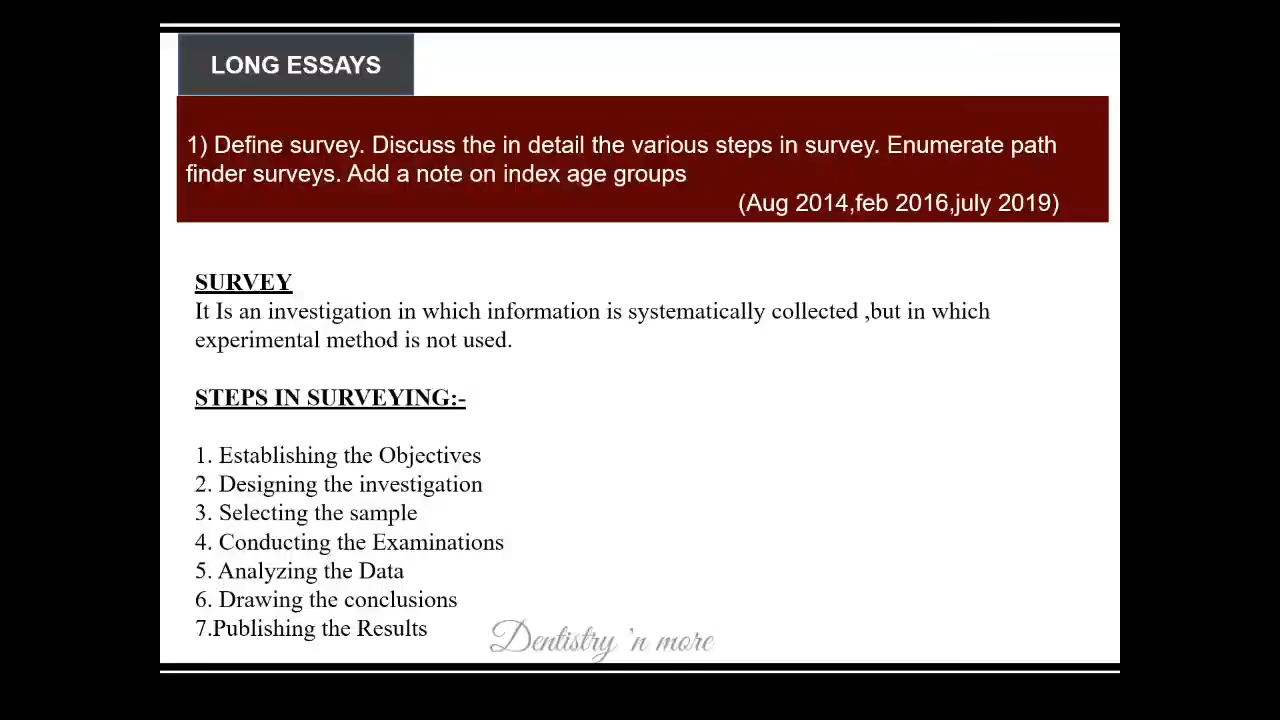 LONG ESSAYS
1) Define survey. Discuss the in detail the various steps in survey. Enumerate path
finder surveys. Add a note on index age groups
(Aug 2014,feb 2016,july 2019)
SURVEY
It Is an investigation in which information is systematically collected ,but in which
experimental method is not used.
STEPS IN SURVEYING:-
1. Establishing the Objectives
2. Designing the investigation
3. Selecting the sample
4. Conducting the Examinations
5. Analyzing the Data
6. Drawing the conclusions
7.Publishing the Results
Dentistry 'n more